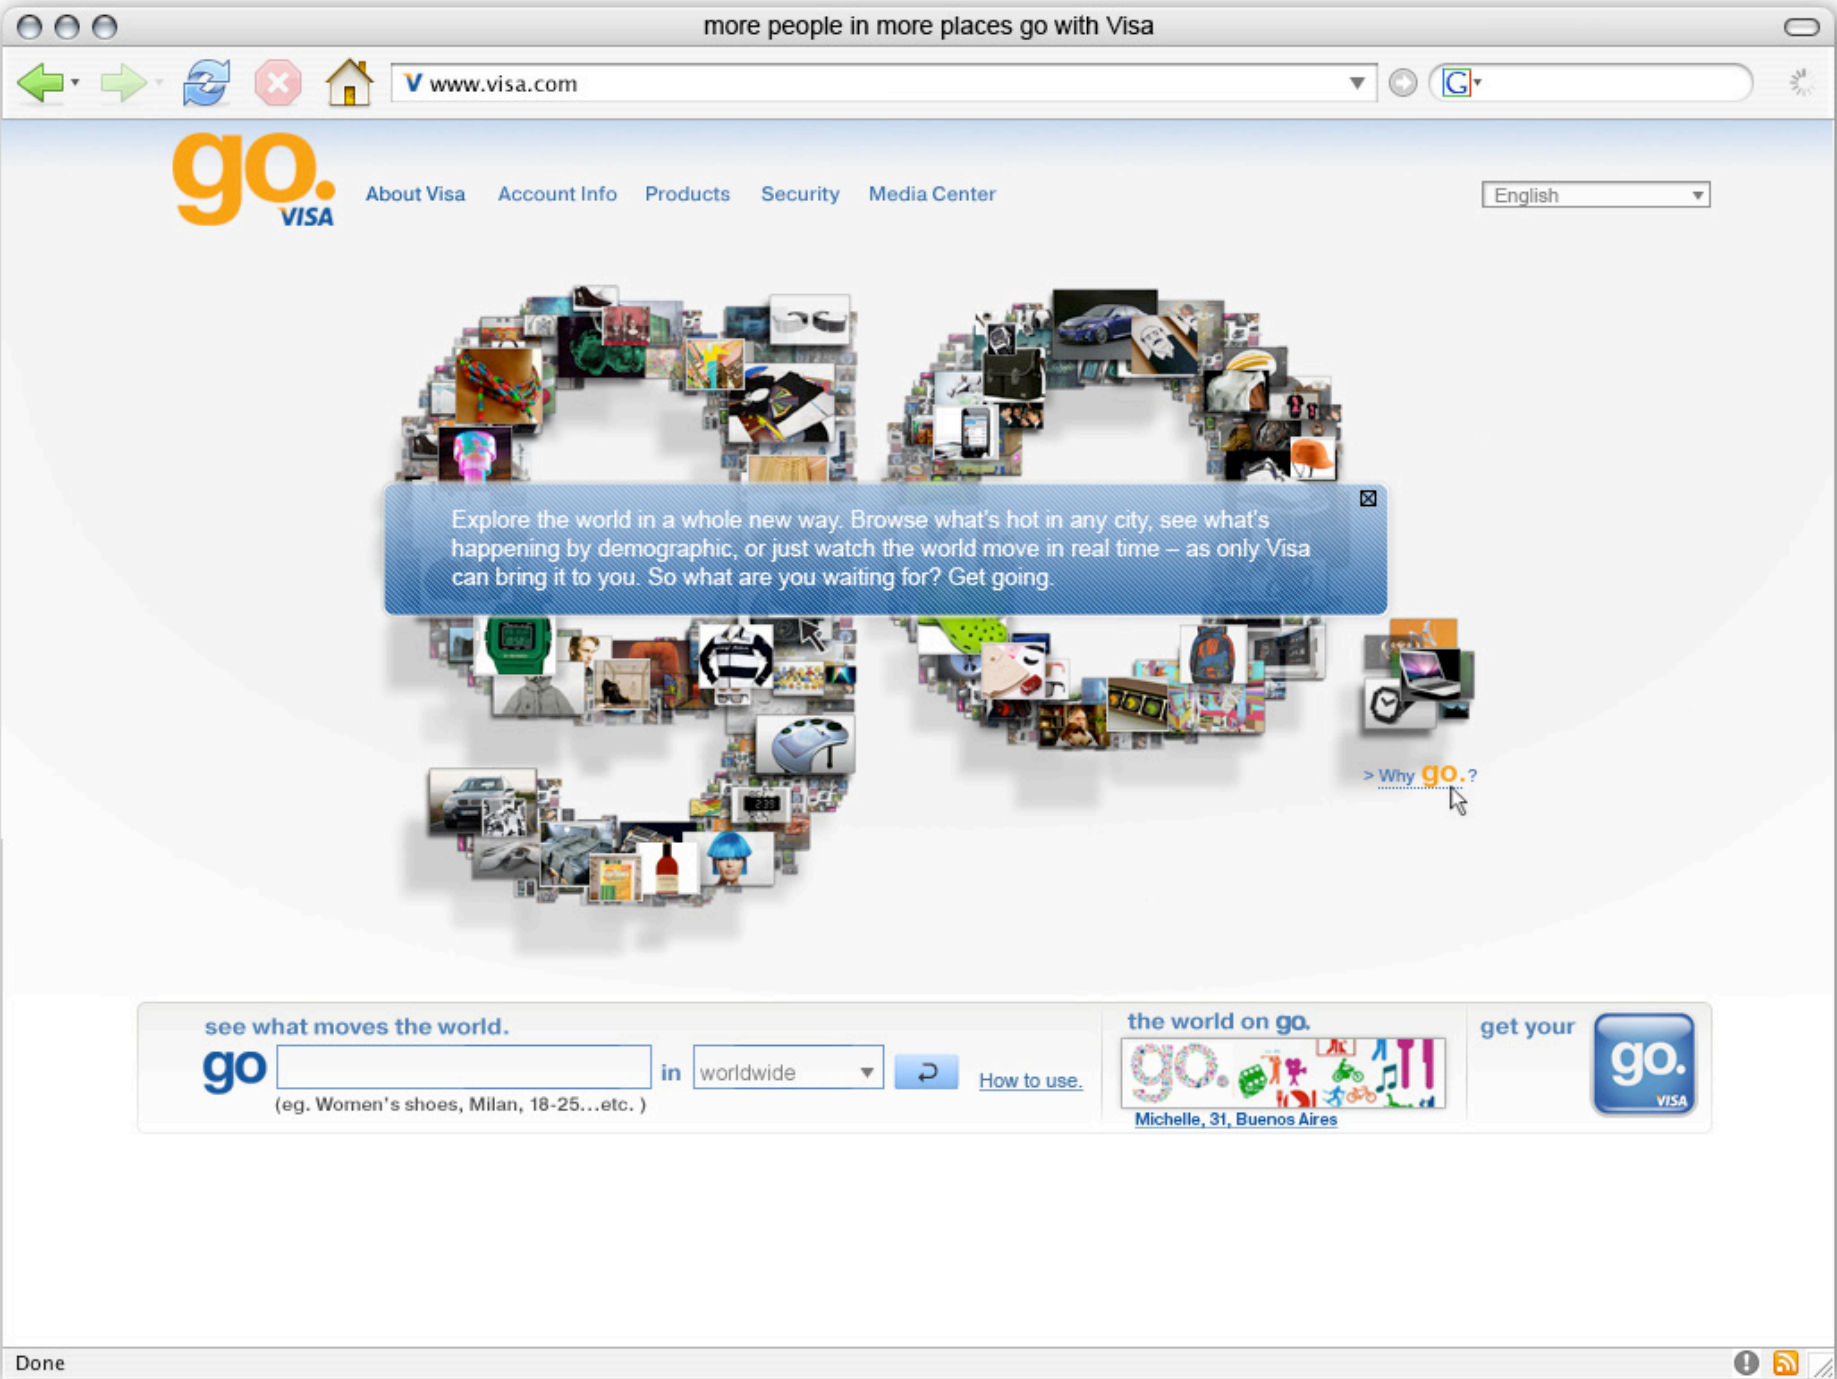 more people in more places go with Visa
V www.visa.com
G
go.
VISA
About Visa Account Info Products Security Media Center
English
Explore the world in a whole new way. Browse what's hot in any city, see what's
happening by demographic, or just watch the world move in real time – as only Visa
can bring it to you. So what are you waiting for? Get going.
2:39
> Why go.?
see what moves the world.
go in worldwide How to use.
(eg. Women's shoes, Milan, 18-25...etc. )
the world on go.
go.
Michelle, 31, Buenos Aires
get your
go.
VISA
Done